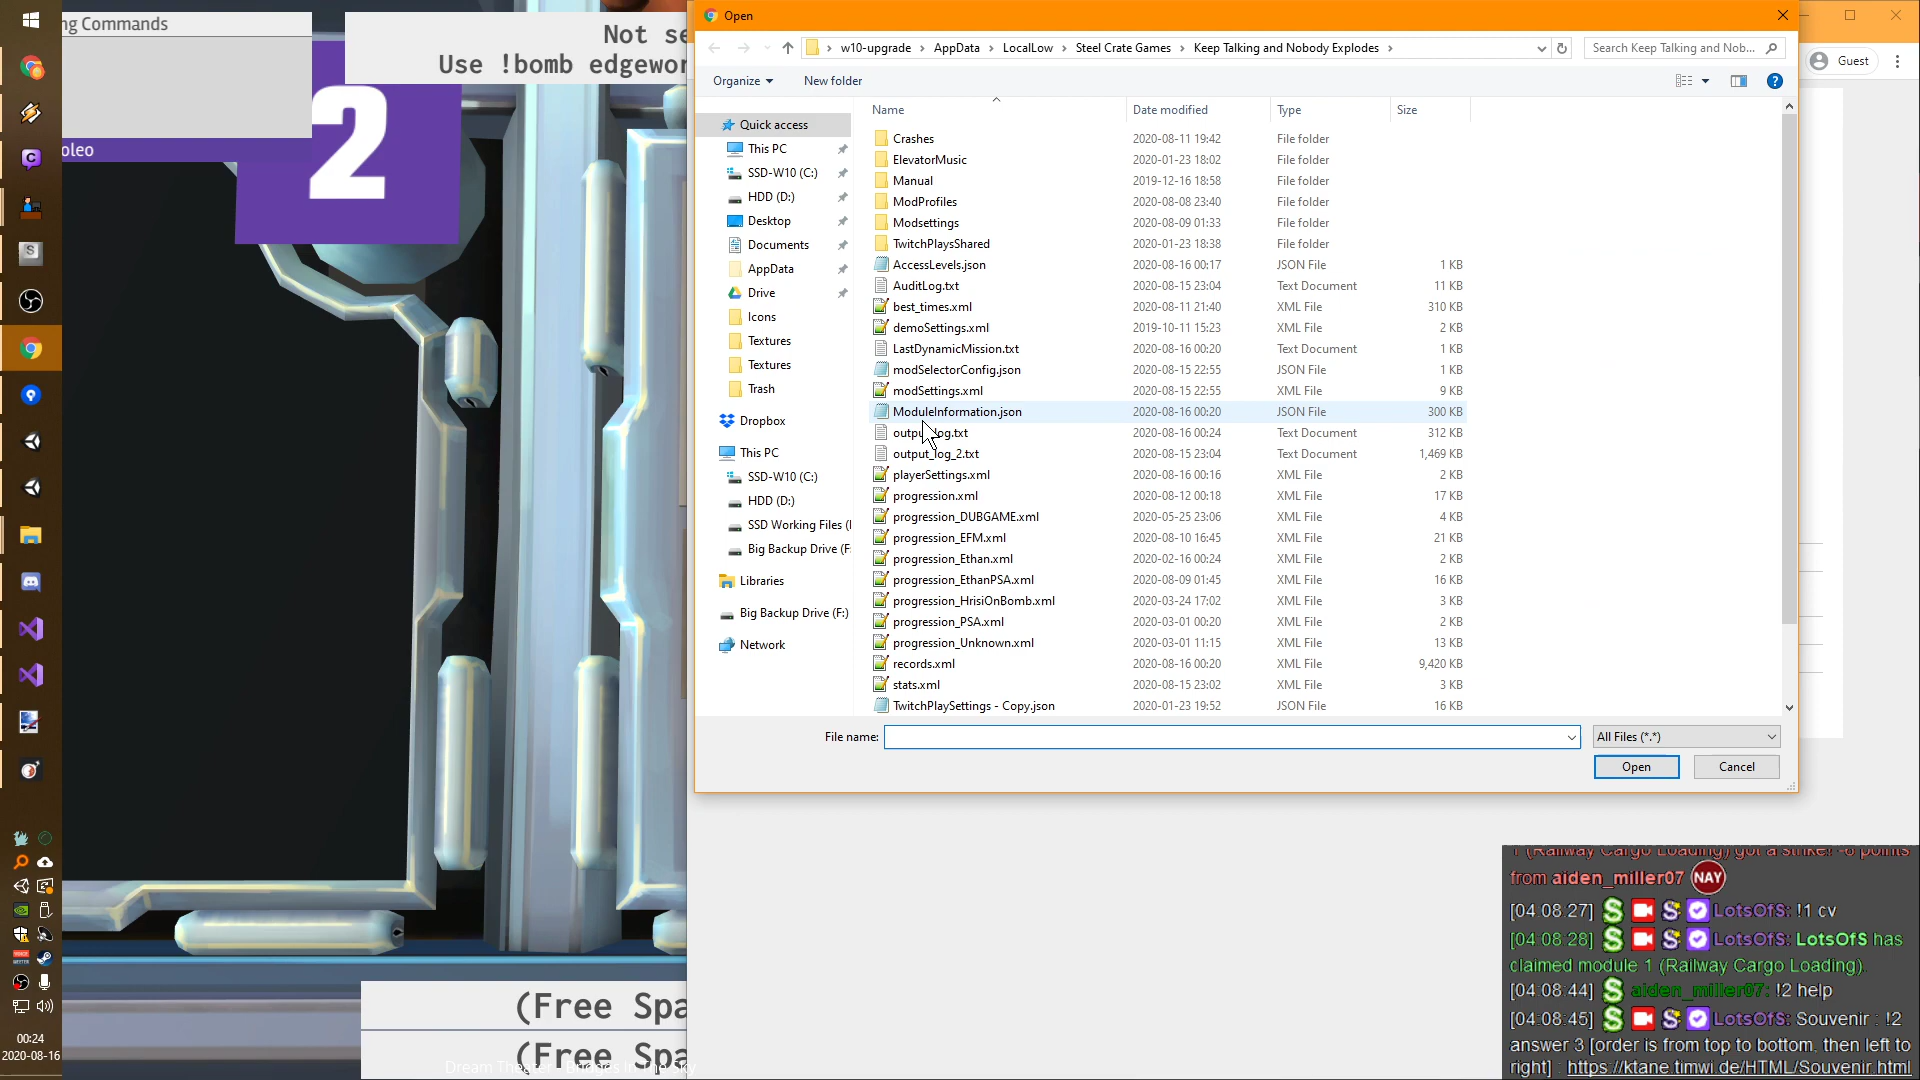 ng Commands
oleo
2
Not se
Use !bomb edgewor
(Free Spa
(Free Spa
00:24
2020-08-16
Open
w10-upgrade > AppData > LocalLow > Steel Crate Games > Keep Talking and Nobody Explodes >
Search Keep Talking and Nob...
Guest
Organize
New folder
Name Date modified Type Size
Quick access
This PC
SSD-W10 (C:)
HDD (D:)
Desktop
Documents
AppData
Drive
Icons
Textures
Textures
Trash
Dropbox
This PC
SSD-W10 (C:)
HDD (D:)
SSD Working Files (
Big Backup Drive (F:
Libraries
Big Backup Drive (F:)
Network
Crashes 2020-08-11 19:42 File folder
ElevatorMusic 2020-01-23 18:02 File folder
Manual 2019-12-16 18:58 File folder
ModProfiles 2020-08-08 23:40 File folder
Modsettings 2020-08-09 01:33 File folder
TwitchPlaysShared 2020-01-23 18:38 File folder
AccessLevels.json 2020-08-16 00:17 JSON File 1 KB
AuditLog.txt 2020-08-15 23:04 Text Document 11 KB
best_times.xml 2020-08-11 21:40 XML File 310 KB
demoSettings.xml 2019-10-11 15:23 XML File 2 KB
LastDynamicMission.txt 2020-08-16 00:20 Text Document 1 KB
modSelectorConfig.json 2020-08-15 22:55 JSON File 1 KB
modSettings.xml 2020-08-15 22:55 XML File 9 KB
ModuleInformation.json 2020-08-16 00:20 JSON File 300 KB
output_log.txt 2020-08-16 00:24 Text Document 312 KB
output_log_2.txt 2020-08-15 23:04 Text Document 1,469 KB
playerSettings.xml 2020-08-16 00:16 XML File 2 KB
progression.xml 2020-08-12 00:18 XML File 17 KB
progression_DUBGAME.xml 2020-05-25 23:06 XML File 4 KB
progression_EFM.xml 2020-08-10 16:45 XML File 21 KB
progression_Ethan.xml 2020-02-16 00:24 XML File 2 KB
progression_EthanPSA.xml 2020-08-09 01:45 XML File 16 KB
progression_HrisiOnBomb.xml 2020-03-24 17:02 XML File 3 KB
progression_PSA.xml 2020-03-01 00:20 XML File 2 KB
progression_Unknown.xml 2020-03-01 11:15 XML File 13 KB
records.xml 2020-08-16 00:20 XML File 9,420 KB
stats.xml 2020-08-15 23:02 XML File 3 KB
TwitchPlaySettings - Copy.json 2020-01-23 19:52 JSON File 16 KB
File name:
All Files (*.*)
Open
Cancel
1 (Railway Cargo Loading) got a strike! -6 points
from aiden_miller07 NAY
[04:08:27] LotsOfS: !1 cv
[04:08:28] LotsOfS: LotsOfS has
claimed module 1 (Railway Cargo Loading).
[04:08:44] aiden_miller07: !2 help
[04:08:45] LotsOfS: Souvenir : !2
answer 3 [order is from top to bottom, then left to
right] : https://ktane.timwi.de/HTML/Souvenir.html
Dream Theater - Bridges In The Sky